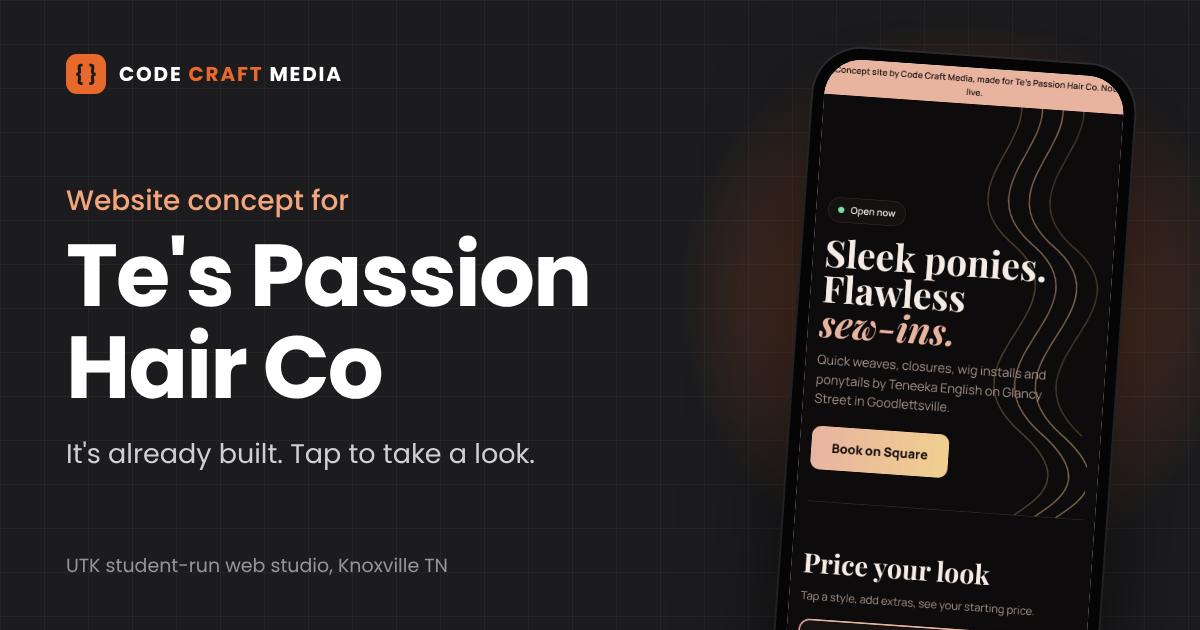 { } CODE CRAFT MEDIA
Website concept for
Te's Passion
Hair Co
It's already built. Tap to take a look.
UTK student-run web studio, Knoxville TN
Concept site by Code Craft Media, made for Te's Passion Hair Co. Not
live.
Open now
Sleek ponies.
Flawless
sew-ins.
Quick weaves, closures, wig installs and
ponytails by Teneeka English on Glancy
Street in Goodlettsville.
Book on Square
Price your look
Tap a style, add extras, see your starting price.